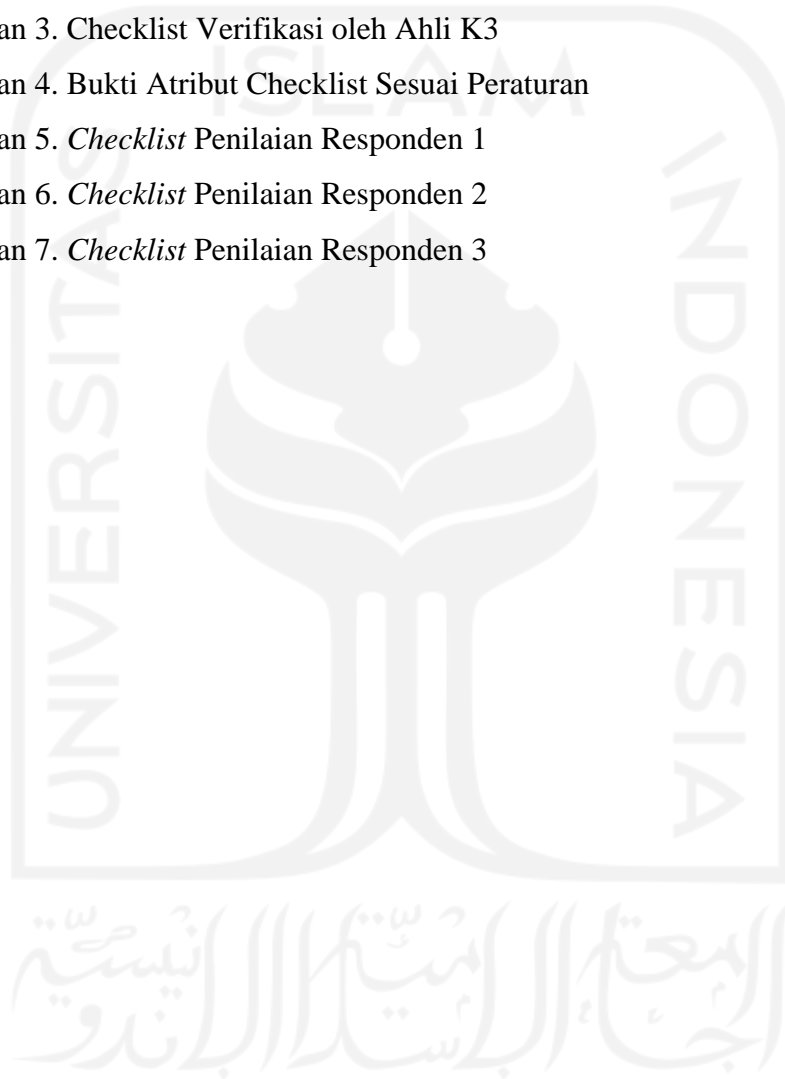 an 3. Checklist Verifikasi oleh Ahli K3
an 4. Bukti Atribut Checklist Sesuai Peraturan
an 5. Checklist Penilaian Responden 1
an 6. Checklist Penilaian Responden 2
an 7. Checklist Penilaian Responden 3
UNIVERSITAS
ISLAM
INDONESIA